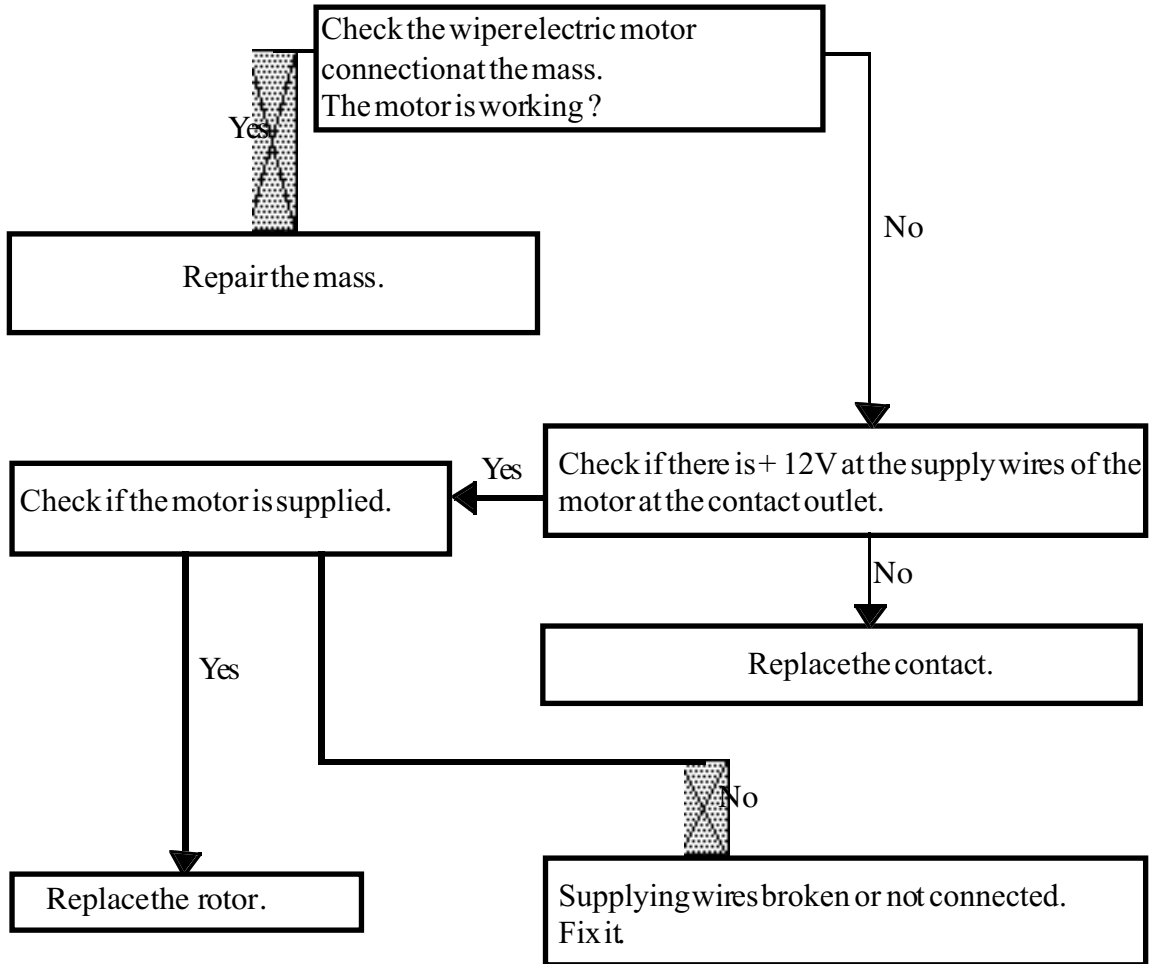 Check the wiper electric motor
connection at the mass.
The motor is working ?
Yes
No
Repair the mass.
Check if there is + 12V at the supply wires of the
motor at the contact outlet.
Yes
Check if the motor is supplied.
No
Replace the contact.
Yes
No
Replace the rotor.
Supplying wires broken or not connected.
Fix it.